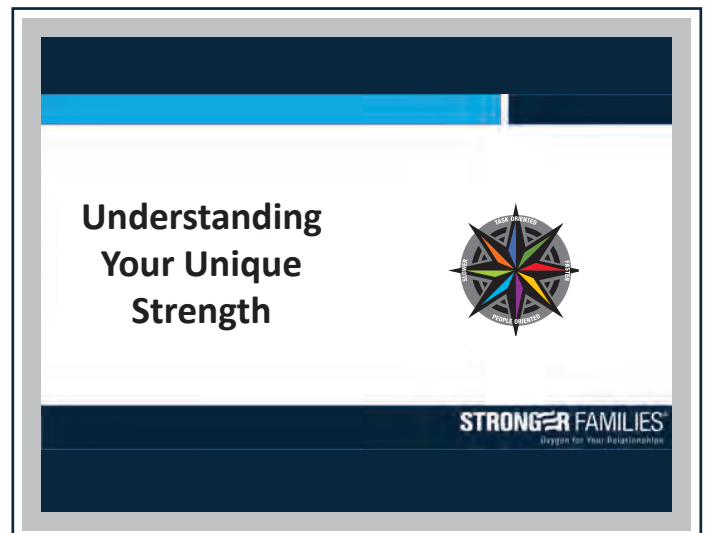 Understanding
Your Unique
Strength
TASK ORIENTED
SLOWER
FASTER
PEOPLE ORIENTED
STRONGER FAMILIES®
Oxygen for Your Relationships